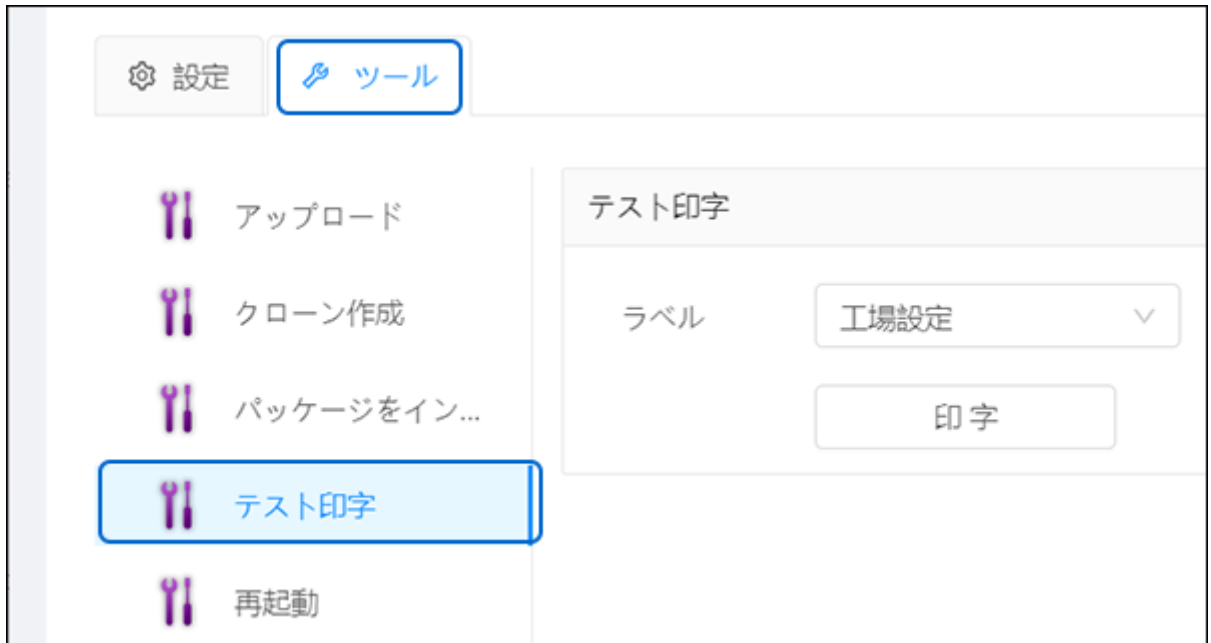 設定
ツール
アップロード
クローン作成
パッケージをイン...
テスト印字
再起動
テスト印字
ラベル
工場設定
印字